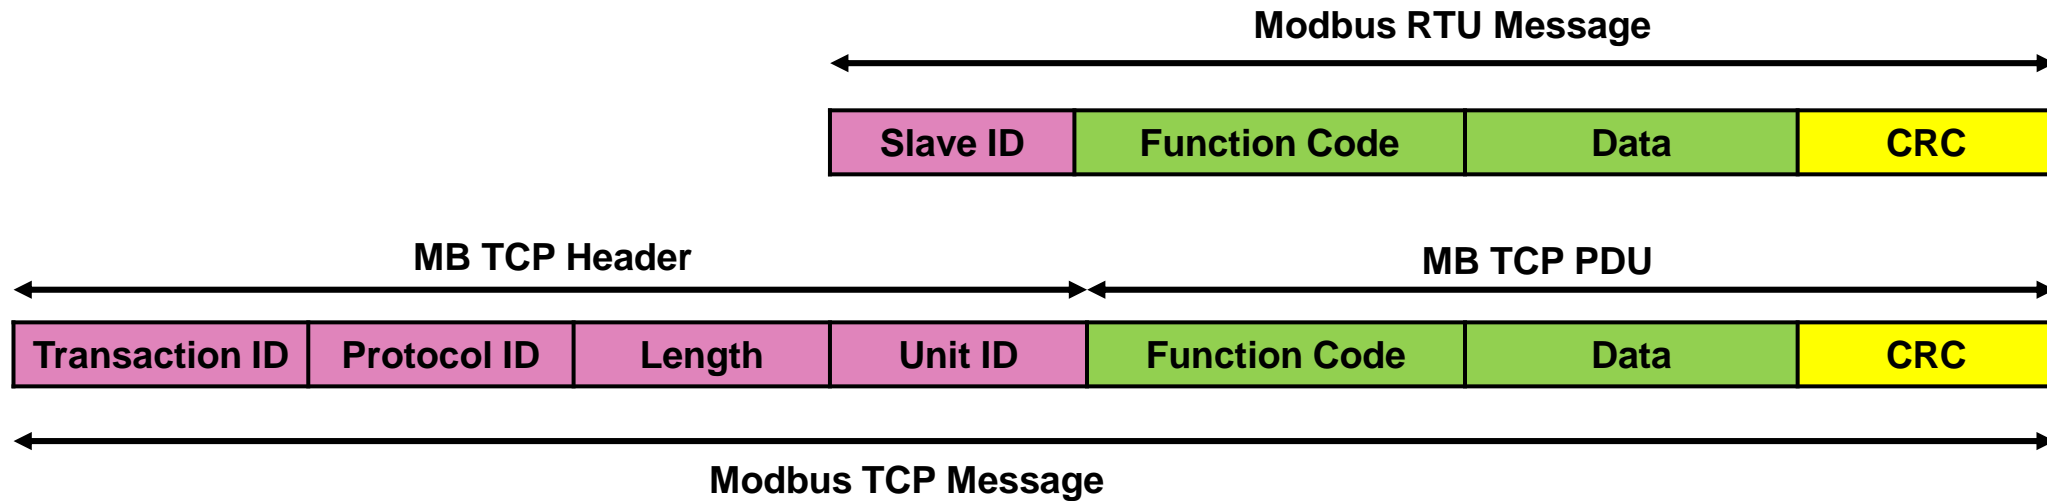 Modbus RTU Message
Slave ID Function Code Data CRC
MB TCP Header MB TCP PDU
Transaction ID Protocol ID Length Unit ID Function Code Data CRC
Modbus TCP Message